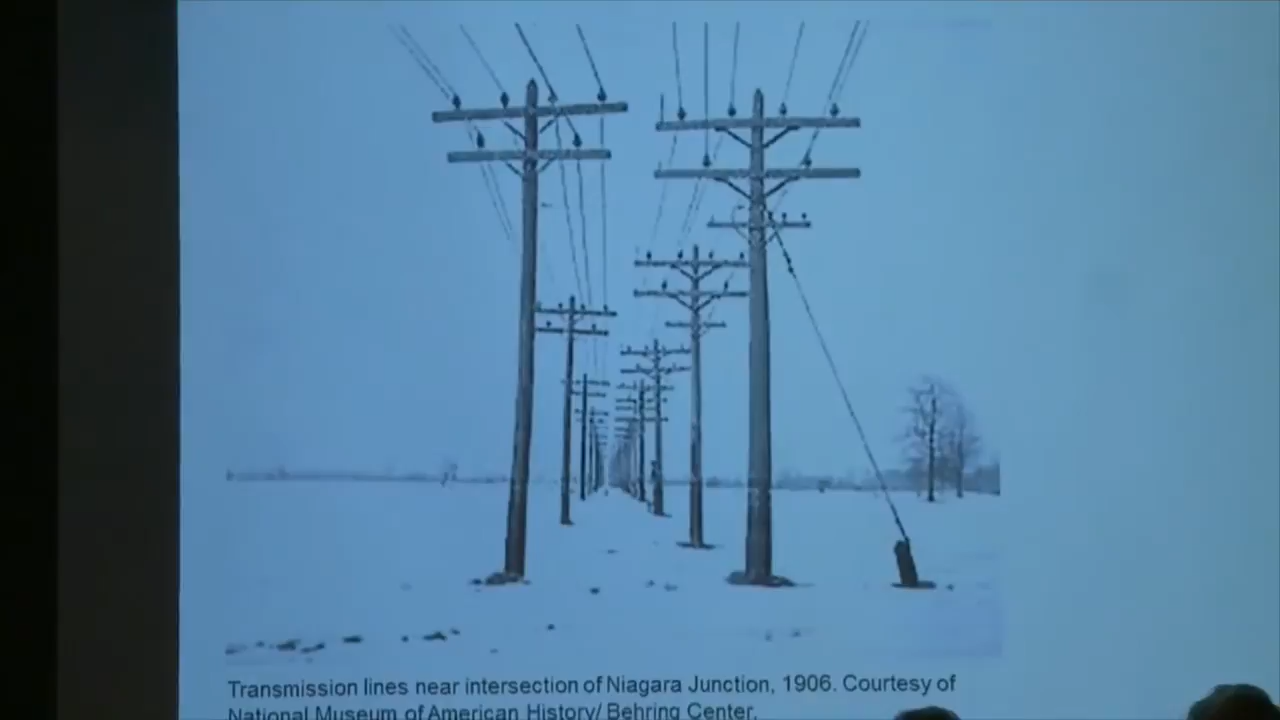 Transmission lines near intersection of Niagara Junction, 1906. Courtesy of
National Museum of American History/ Behring Center.